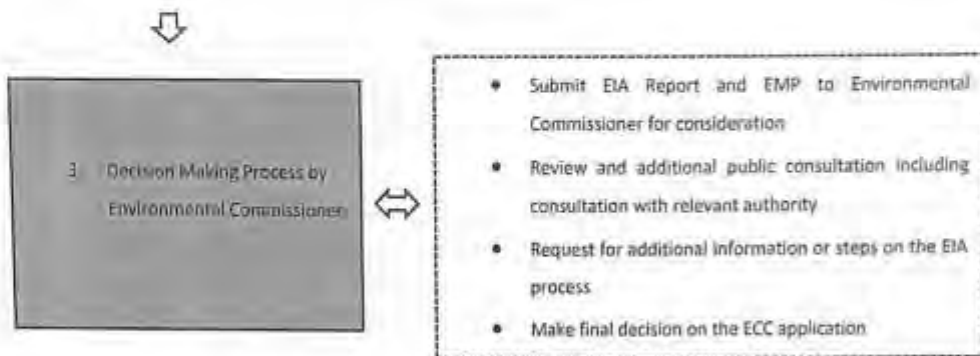 3 Decision Making Process by
Environmental Commissioner
• Submit EIA Report and EMP to Environmental
Commissioner for consideration
• Review and additional public consultation including
consultation with relevant authority
• Request for additional information or steps on the EIA
process
• Make final decision on the ECC application